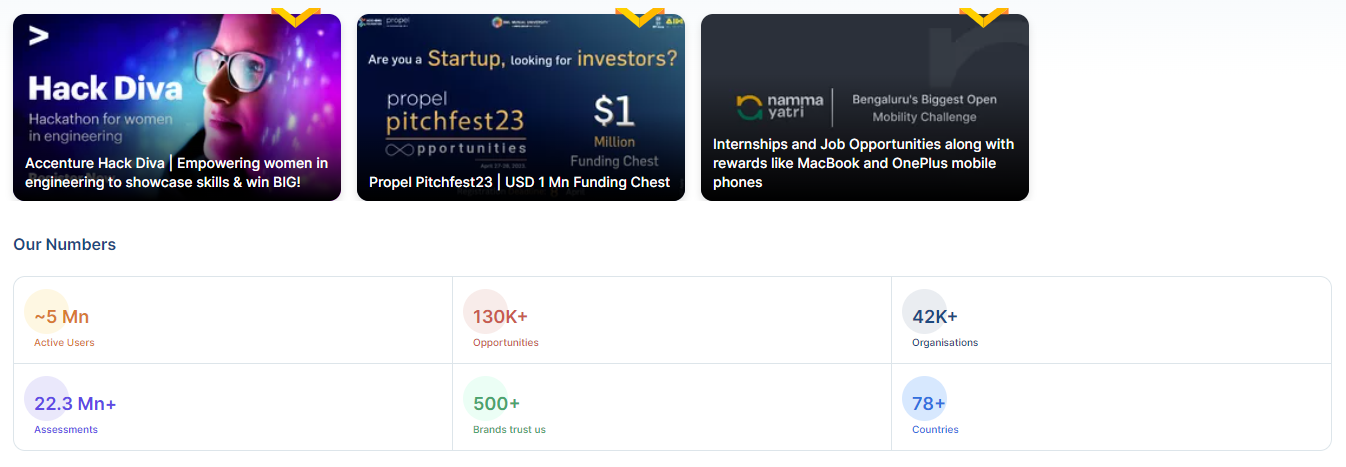 Hack Diva
Hackathon for women
in engineering
Accenture Hack Diva | Empowering women in
engineering to showcase skills & win BIG!
propel
Are you a Startup, looking for investors?
propel
pitchfest23
opportunities
April 27-28, 2023,
$1
Million
Funding Chest
Propel Pitchfest23 | USD 1 Mn Funding Chest
namma
yatri
Bengaluru's Biggest Open
Mobility Challenge
Internships and Job Opportunities along with
rewards like MacBook and OnePlus mobile
phones
Our Numbers
~5 Mn
Active Users
130K+
Opportunities
42K+
Organisations
22.3 Mn+
Assessments
500+
Brands trust us
78+
Countries